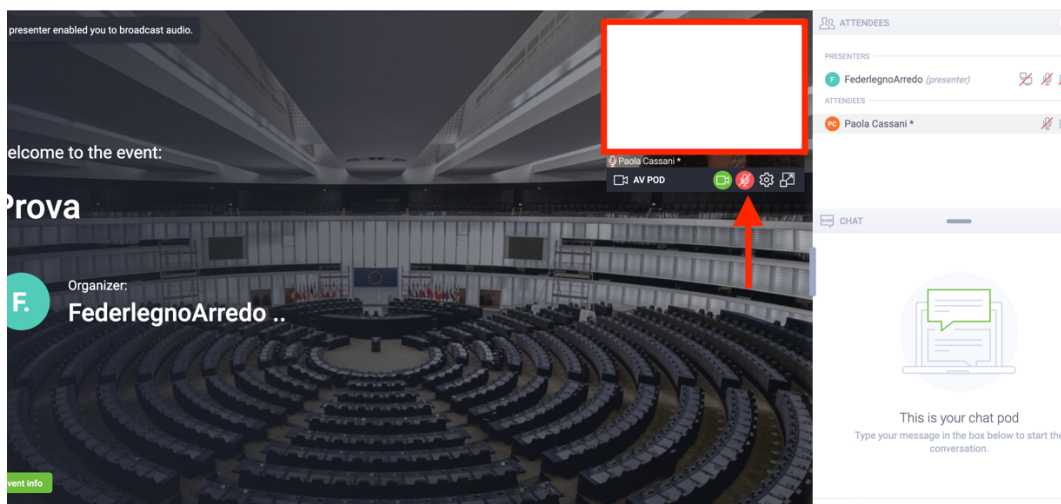 presenter enabled you to broadcast audio.
elcome to the event:
Prova
F.
Organizer:
FederlegnoArredo ..
vent info
Paola Cassani *
AV POD
ATTENDEES
PRESENTERS
F FederlegnoArredo (presenter)
ATTENDEES
PC Paola Cassani *
CHAT
This is your chat pod
Type your message in the box below to start the
conversation.